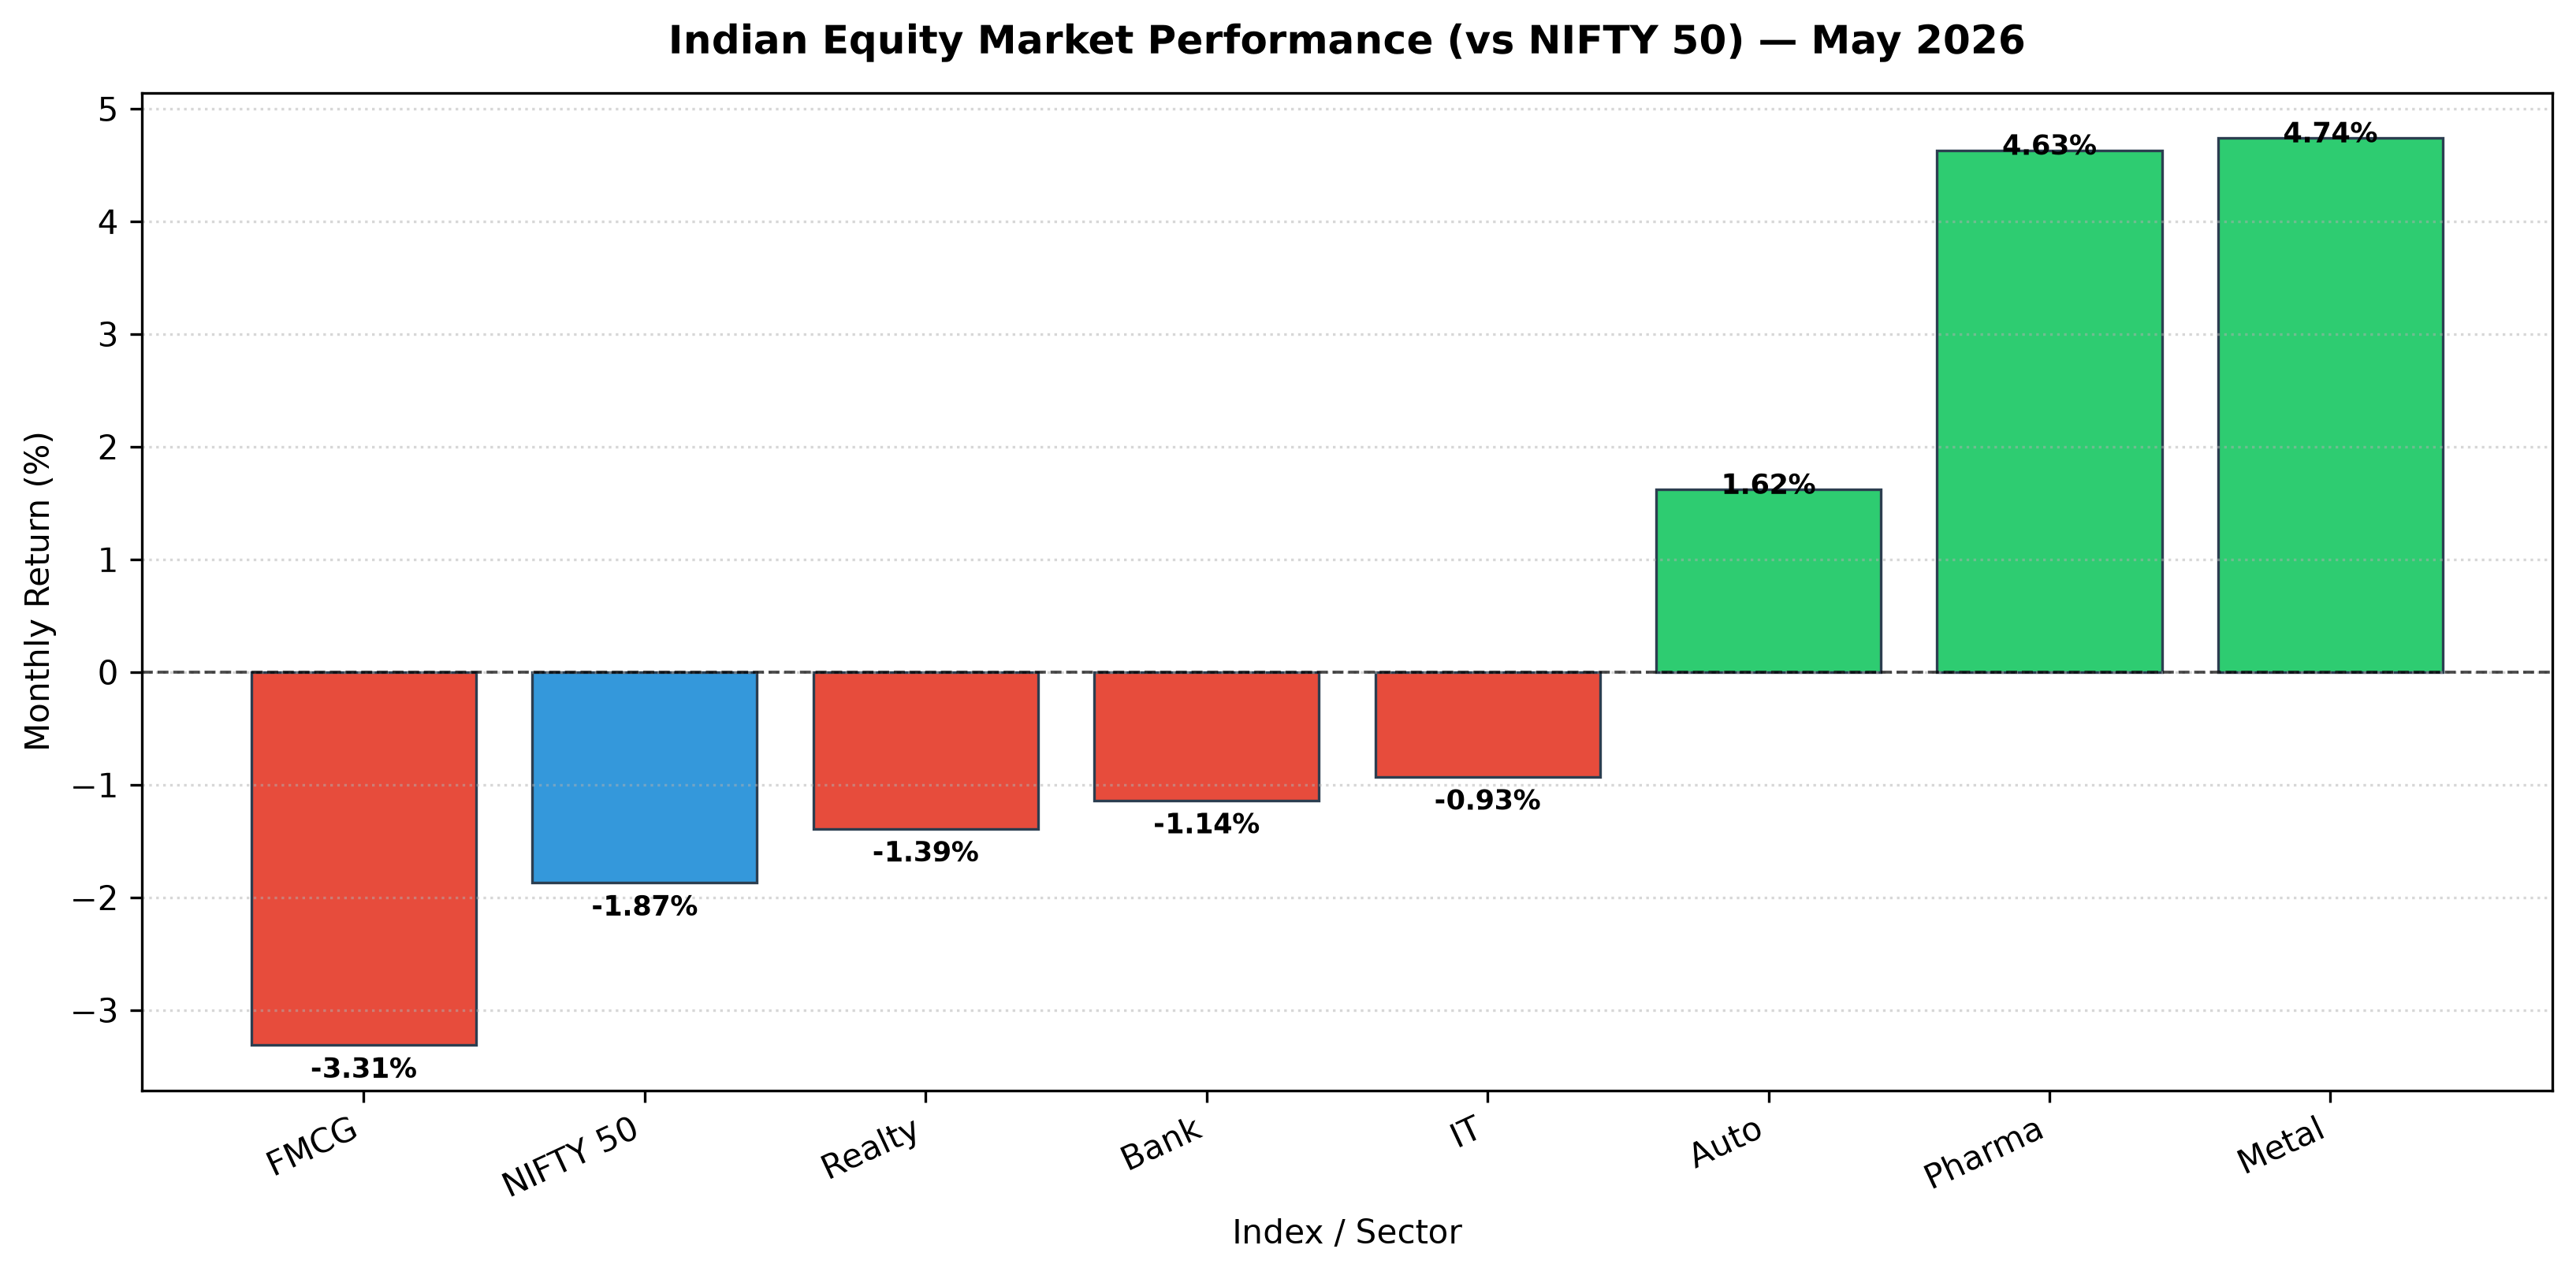 Indian Equity Market Performance (vs NIFTY 50) — May 2026
Monthly Return (%)
5
4
3
2
1
0
−1
−2
−3
-3.31%
-1.87%
-1.39%
-1.14%
-0.93%
1.62%
4.63%
4.74%
FMCG
NIFTY 50
Realty
Bank
IT
Auto
Pharma
Metal
Index / Sector